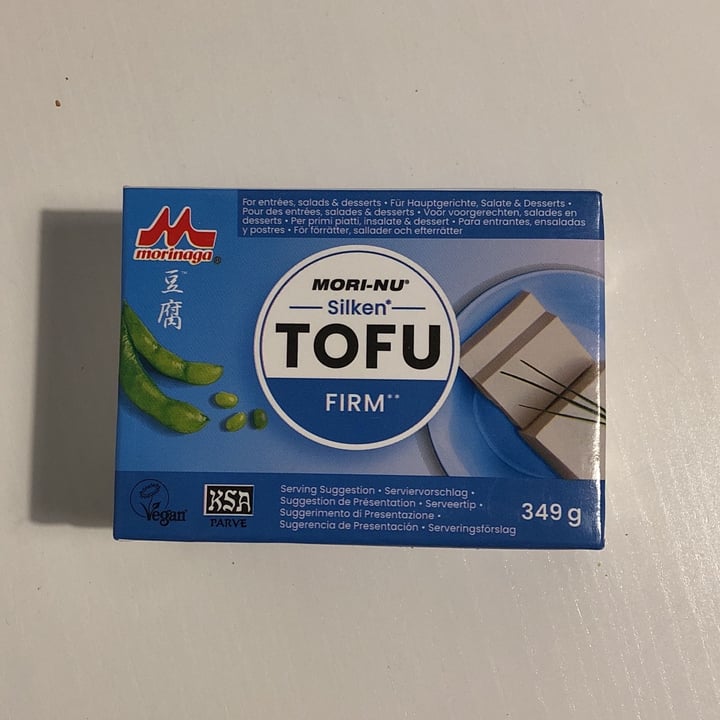 For entrées, salads & desserts • Für Hauptgerichte, Salate & Desserts •
Pour des entrées, salades & desserts • Voor voorgerechten, salades en
desserts • Per primi piatti, insalate & dessert • Para entrantes, ensaladas
y postres • För förrätter, sallader och efterrätter
morinaga®
豆腐™
MORI-NU®
Silken*
TOFU
FIRM**
Vegan
KSA
PARVE
Serving Suggestion • Serviervorschlag •
Suggestion de Présentation • Serveertip •
Suggerimento di Presentazione •
Sugerencia de Presentación • Serveringsförslag
349 g